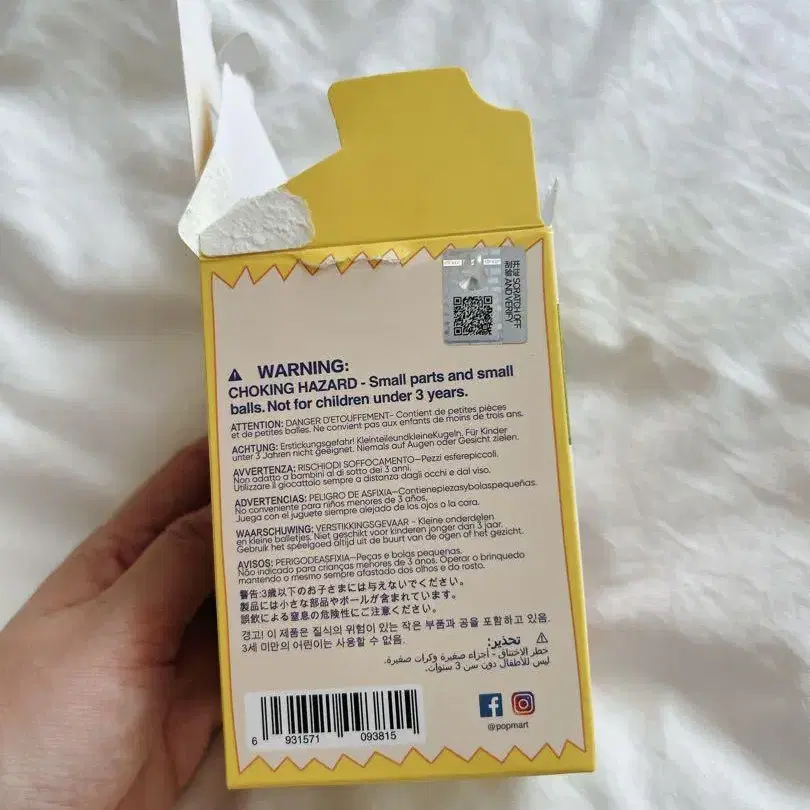 开启 SCRATCH OFF
刮验 AND VERIFY
WARNING:
CHOKING HAZARD - Small parts and small
balls. Not for children under 3 years.
ATTENTION: DANGER D'ETOUFFEMENT- Contient de petites pièces
et de petites balles. Ne convient pas aux enfants de moins de trois ans.
ACHTUNG: Erstickungsgefahr! KleinteileundkleineKugeln. Für Kinder
unter 3 Jahren nicht geeignet. Niemals auf Augen oder Gesicht zielen.
AVVERTENZA: RISCHIODI SOFFOCAMENTO—Pezzi esferepiccoli.
Non adatto a bambini al di sotto dei 3 anni.
Utilizzare il giocattolo sempre a distanza dagli occhi e dal viso.
ADVERTENCIAS: PELIGRO DE ASFIXIA—Contienepiezasybolaspequeñas.
No conveniente para niños menores de 3 años,
Juega con el juguete siempre alejado de los ojos o la cara.
WAARSCHUWING: VERSTIKKINGSGEVAAR - Kleine onderdelen
en kleine balletjes. Niet geschikt voor kinderen jonger dan 3 jaar.
Gebruik het speelgoed altijd uit de buurt van de ogen af het gezicht.
AVISOS: PERIGODEASFIXIA—Peças e bolas pequenas.
Não indicado para crianças menores de 3 anos. Operar o brinquedo
mantendo o mesmo sempre afastado dos olhos e do rosto.
警告:3歳以下のお子さまには与えないでください。
製品には小さな部品やボールが含まれています。
誤飲による窒息の危険性にご注意ください。
경고! 이 제품은 질식의 위험이 있는 작은 부품과 공을 포함하고 있음.
3세 미만의 어린이는 사용할 수 없음.
تحذير:
خطر الاختناق - أجزاء صغيرة وكرات صغيرة.
ليس للأطفال دون سن 3 سنوات.
6 931571 093815
@popmart